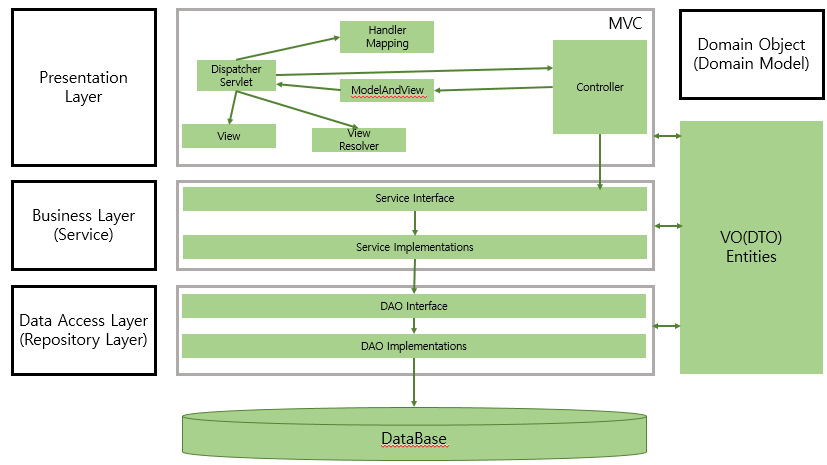 Presentation
Layer
MVC
Handler
Mapping
Dispatcher
Servlet
ModelAndView
Controller
View
View
Resolver
Domain Object
(Domain Model)
Business Layer
(Service)
Service Interface
Service Implementations
VO(DTO)
Entities
Data Access Layer
(Repository Layer)
DAO Interface
DAO Implementations
DataBase